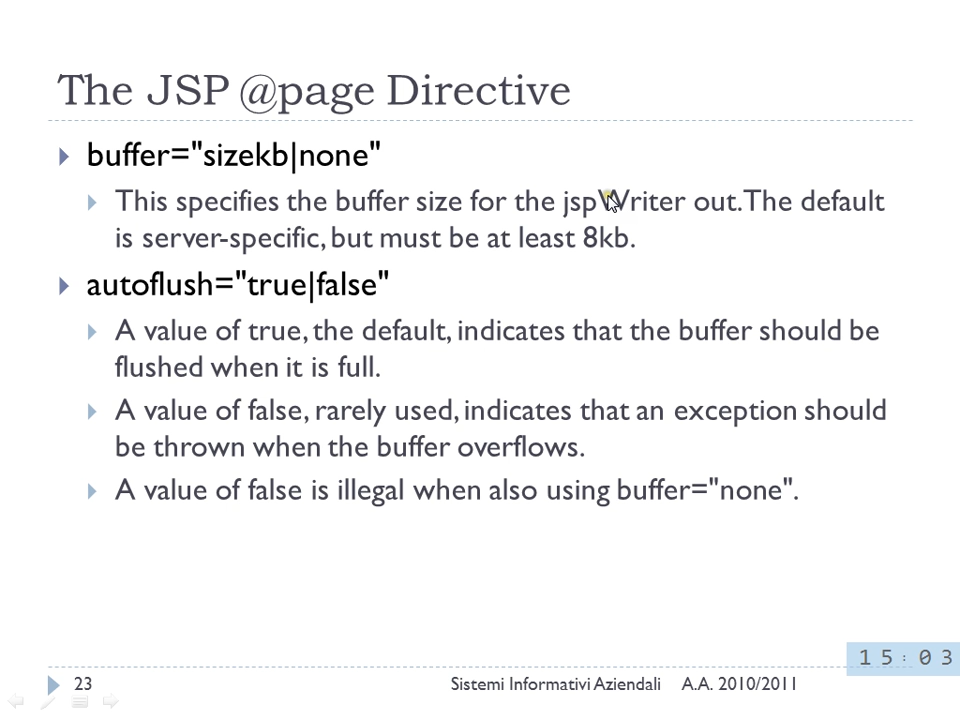 The JSP @page Directive
buffer="sizekb|none"
This specifies the buffer size for the jspWriter out. The default
is server-specific, but must be at least 8kb.
autoflush="true|false"
A value of true, the default, indicates that the buffer should be
flushed when it is full.
A value of false, rarely used, indicates that an exception should
be thrown when the buffer overflows.
A value of false is illegal when also using buffer="none".
15:03
23 Sistemi Informativi Aziendali A.A. 2010/2011